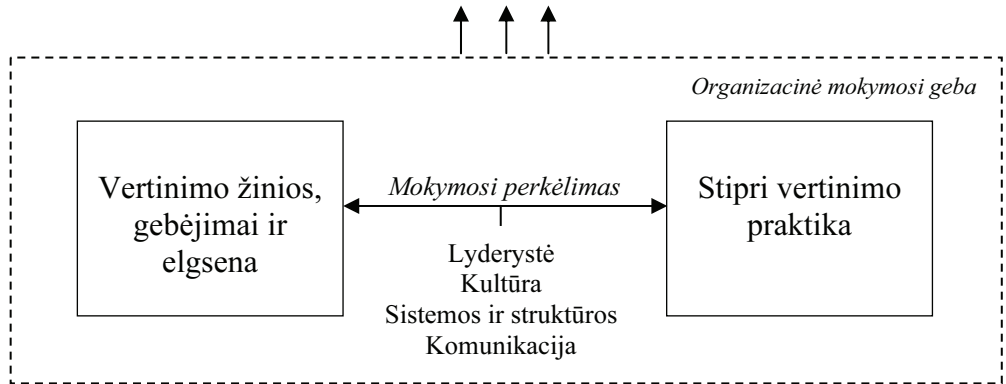 Organizacinė mokymosi geba
Vertinimo žinios,
gebėjimai ir
elgsena
Mokymosi perkėlimas
Lyderystė
Kultūra
Sistemos ir struktūros
Komunikacija
Stipri vertinimo
praktika